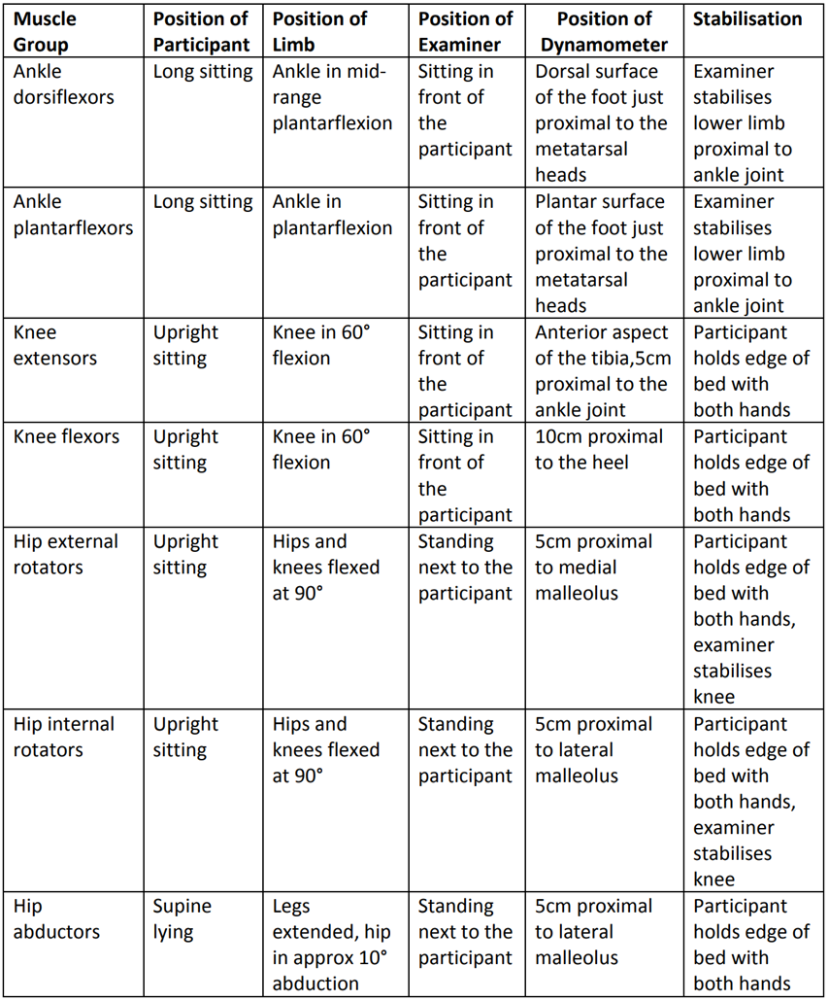 Muscle Group
Position of Participant
Position of Limb
Position of Examiner
Position of Dynamometer
Stabilisation
Ankle
dorsiflexors
Long sitting
Ankle in mid-
range
plantarflexion
Sitting in
front of
the
participant
Dorsal surface
of the foot just
proximal to the
metatarsal
heads
Examiner
stabilises
lower limb
proximal to
ankle joint
Ankle
plantarflexors
Long sitting
Ankle in
plantarflexion
Sitting in
front of
the
participant
Plantar surface
of the foot just
proximal to the
metatarsal
heads
Examiner
stabilises
lower limb
proximal to
ankle joint
Knee
extensors
Upright
sitting
Knee in 60°
flexion
Sitting in
front of
the
participant
Anterior aspect
of the tibia,5cm
proximal to the
ankle joint
Participant
holds edge of
bed with
both hands
Knee flexors
Upright
sitting
Knee in 60°
flexion
Sitting in
front of
the
participant
10cm proximal
to the heel
Participant
holds edge of
bed with
both hands
Hip external
rotators
Upright
sitting
Hips and
knees flexed
at 90°
Standing
next to the
participant
5cm proximal
to medial
malleolus
Participant
holds edge of
bed with
both hands,
examiner
stabilises
knee
Hip internal
rotators
Upright
sitting
Hips and
knees flexed
at 90°
Standing
next to the
participant
5cm proximal
to lateral
malleolus
Participant
holds edge of
bed with
both hands,
examiner
stabilises
knee
Hip
abductors
Supine
lying
Legs
extended, hip
in approx 10°
abduction
Standing
next to the
participant
5cm proximal
to lateral
malleolus
Participant
holds edge of
bed with
both hands